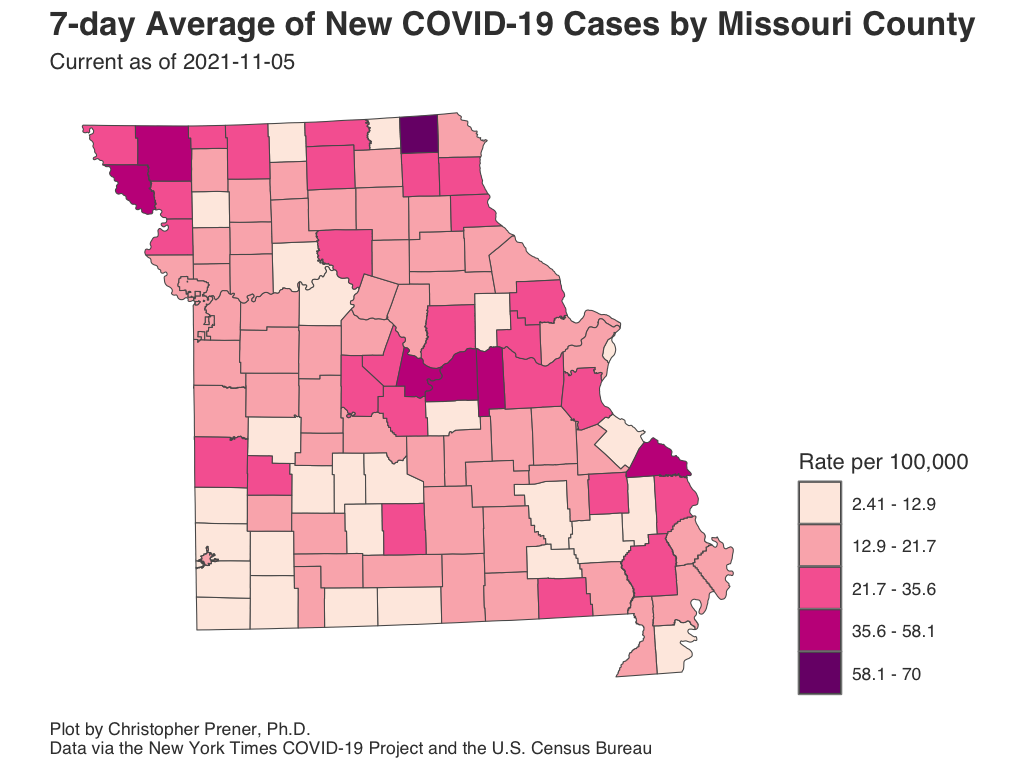 7-day Average of New COVID-19 Cases by Missouri County
Current as of 2021-11-05
Rate per 100,000
2.41 - 12.9
12.9 - 21.7
21.7 - 35.6
35.6 - 58.1
58.1 - 70
Plot by Christopher Prener, Ph.D.
Data via the New York Times COVID-19 Project and the U.S. Census Bureau